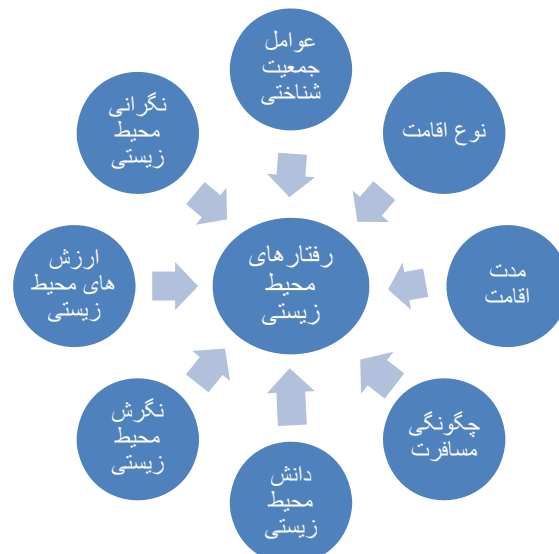 عوامل
جمعیت
شناختی
نوع اقامت
مدت
اقامت
چگونگی
مسافرت
دانش
محیط
زیستی
نگرش
محیط
زیستی
ارزش
های محیط
زیستی
نگرانی
محیط
زیستی
رفتارهای
محیط
زیستی